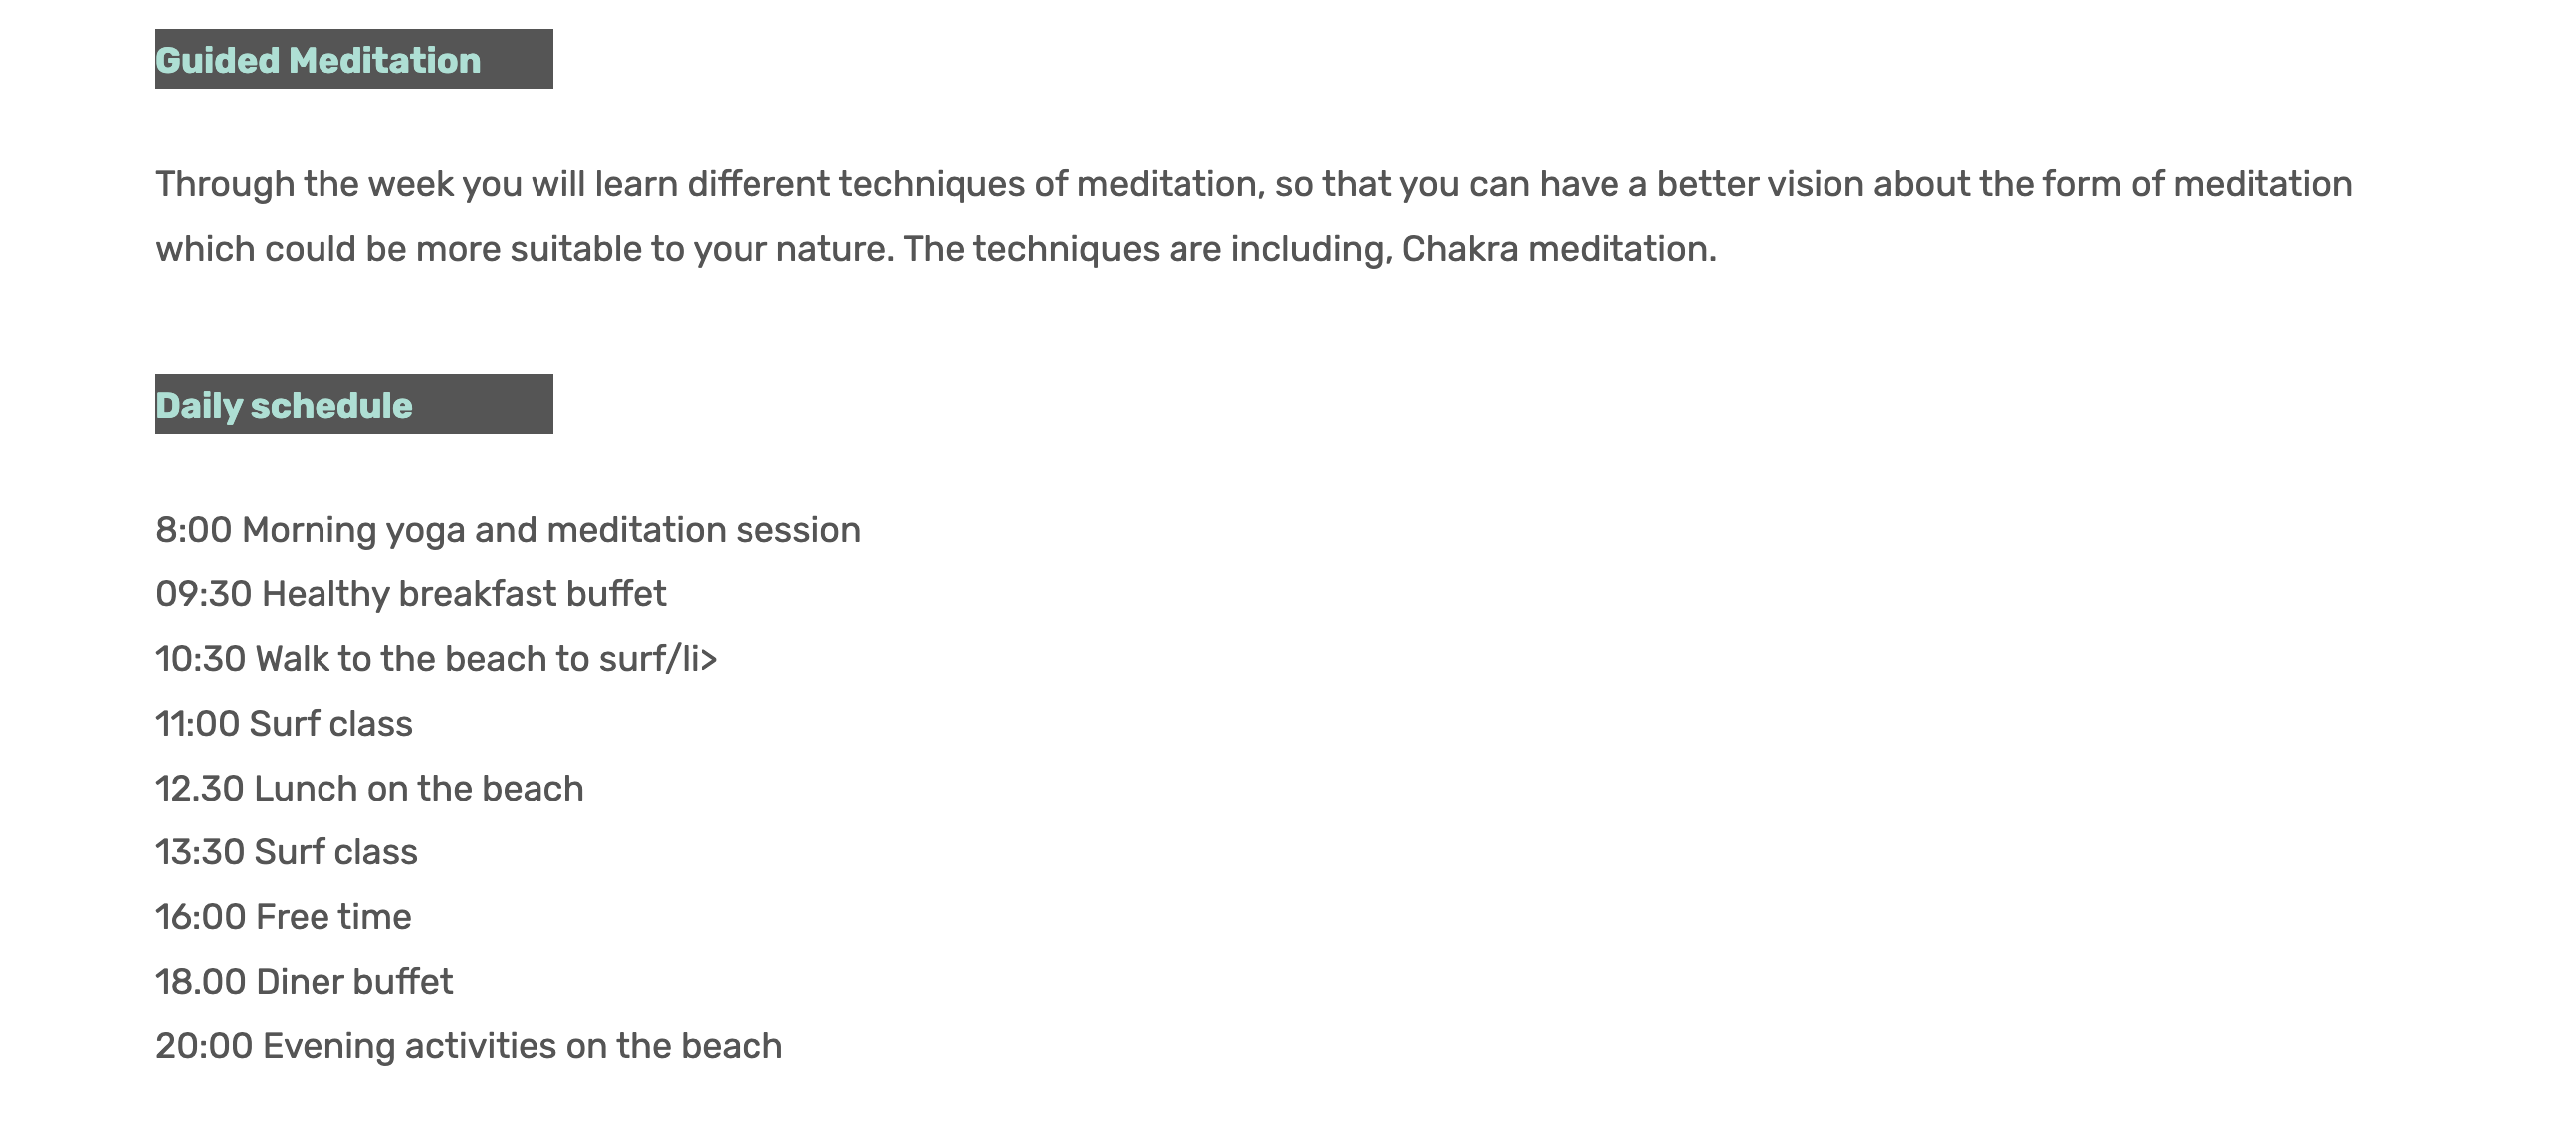 Guided Meditation
Through the week you will learn different techniques of meditation, so that you can have a better vision about the form of meditation
which could be more suitable to your nature. The techniques are including, Chakra meditation.
Daily schedule
8:00 Morning yoga and meditation session
09:30 Healthy breakfast buffet
10:30 Walk to the beach to surf/li>
11:00 Surf class
12.30 Lunch on the beach
13:30 Surf class
16:00 Free time
18.00 Diner buffet
20:00 Evening activities on the beach